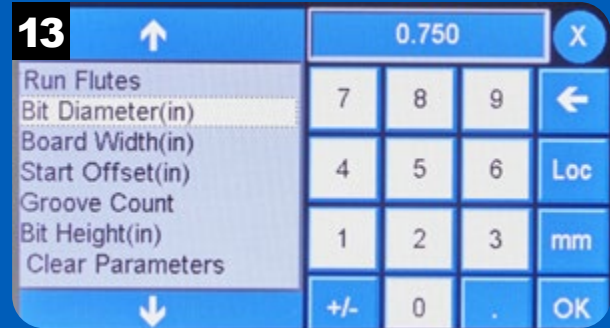 13
0.750
X
Run Flutes
Bit Diameter(in)
Board Width(in)
Start Offset(in)
Groove Count
Bit Height(in)
Clear Parameters
7 8 9
4 5 6 Loc
1 2 3 mm
+/- 0 . OK